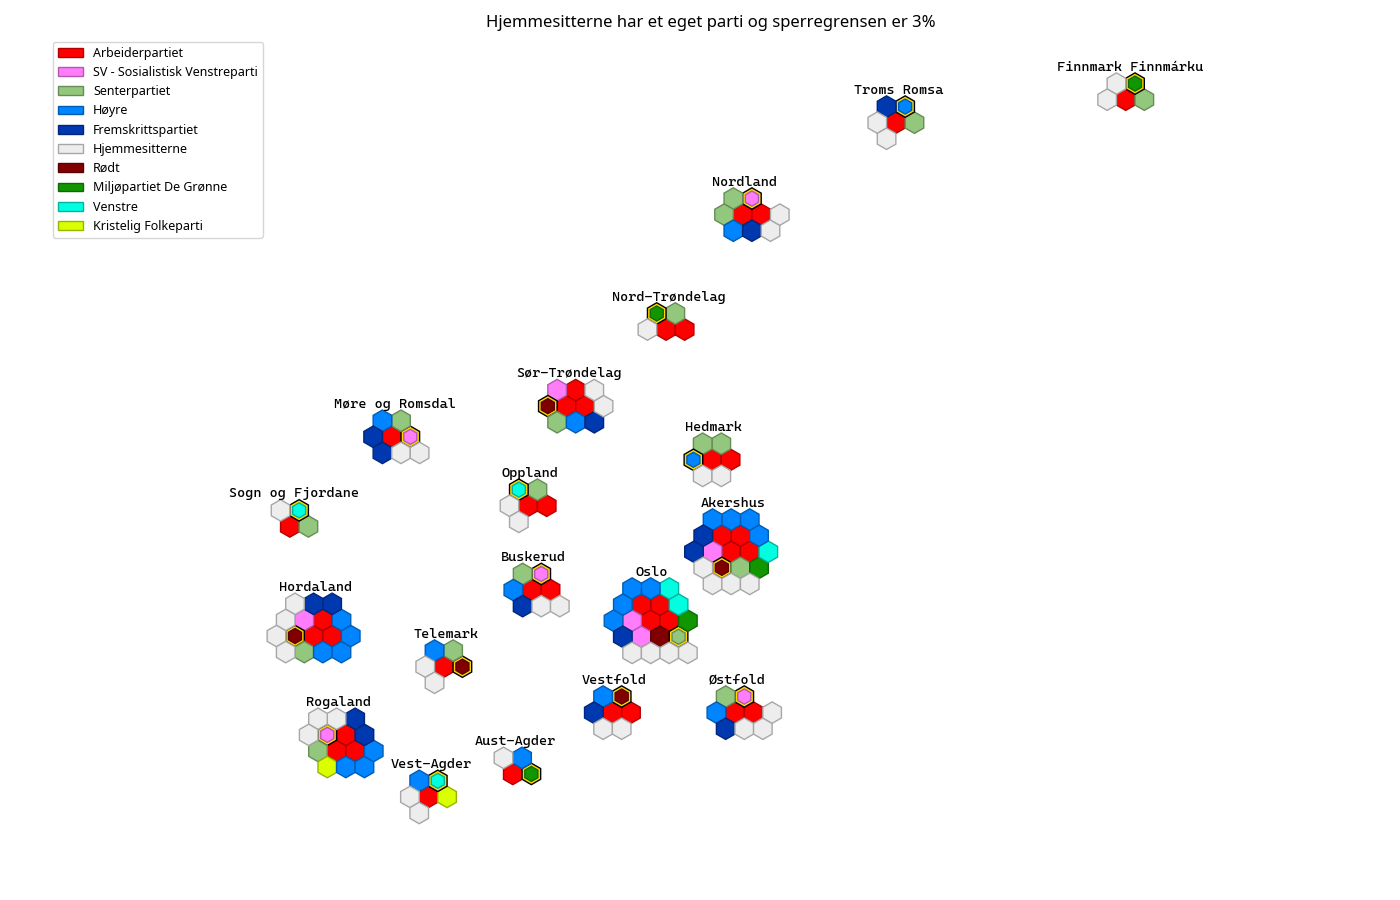 Hjemmesitterne har et eget parti og sperregrensen er 3%
Arbeiderpartiet
SV - Sosialistisk Venstreparti
Senterpartiet
Høyre
Fremskrittspartiet
Hjemmesitterne
Rødt
Miljøpartiet De Grønne
Venstre
Kristelig Folkeparti
Finnmark Finnmárku
Troms Romsa
Nordland
Nord-Trøndelag
Sør-Trøndelag
Møre og Romsdal
Hedmark
Oppland
Sogn og Fjordane
Akershus
Buskerud
Oslo
Hordaland
Telemark
Vestfold
Østfold
Rogaland
Aust-Agder
Vest-Agder